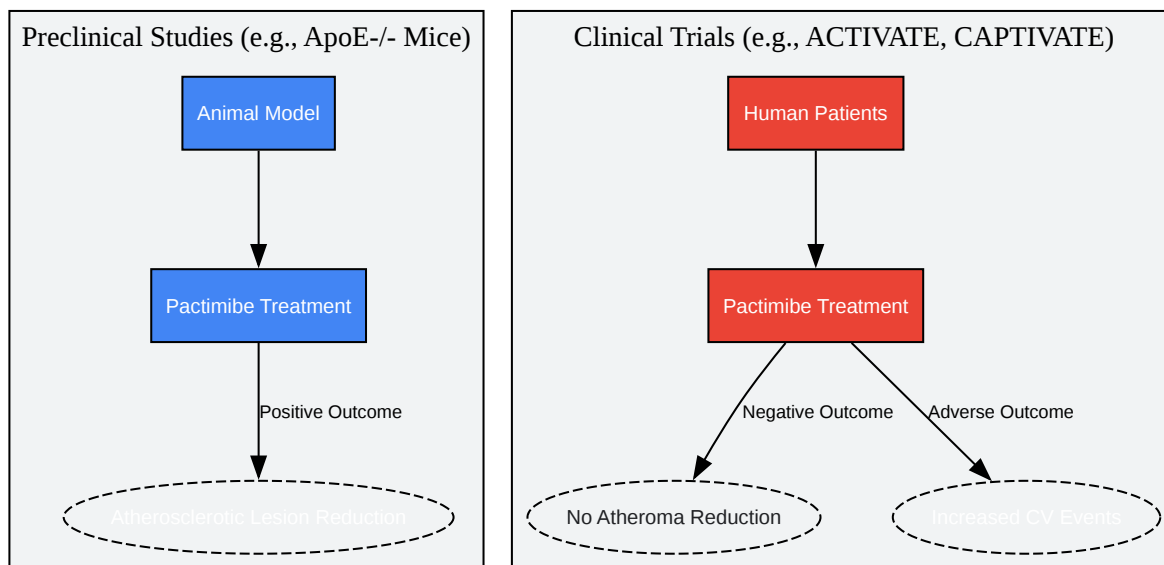 Preclinical Studies (e.g., ApoE-/- Mice)
Animal Model
Pactimibe Treatment
Positive Outcome
Atherosclerotic Lesion Reduction
Clinical Trials (e.g., ACTIVATE, CAPTIVATE)
Human Patients
Pactimibe Treatment
Negative Outcome
Adverse Outcome
No Atheroma Reduction
Increased CV Events